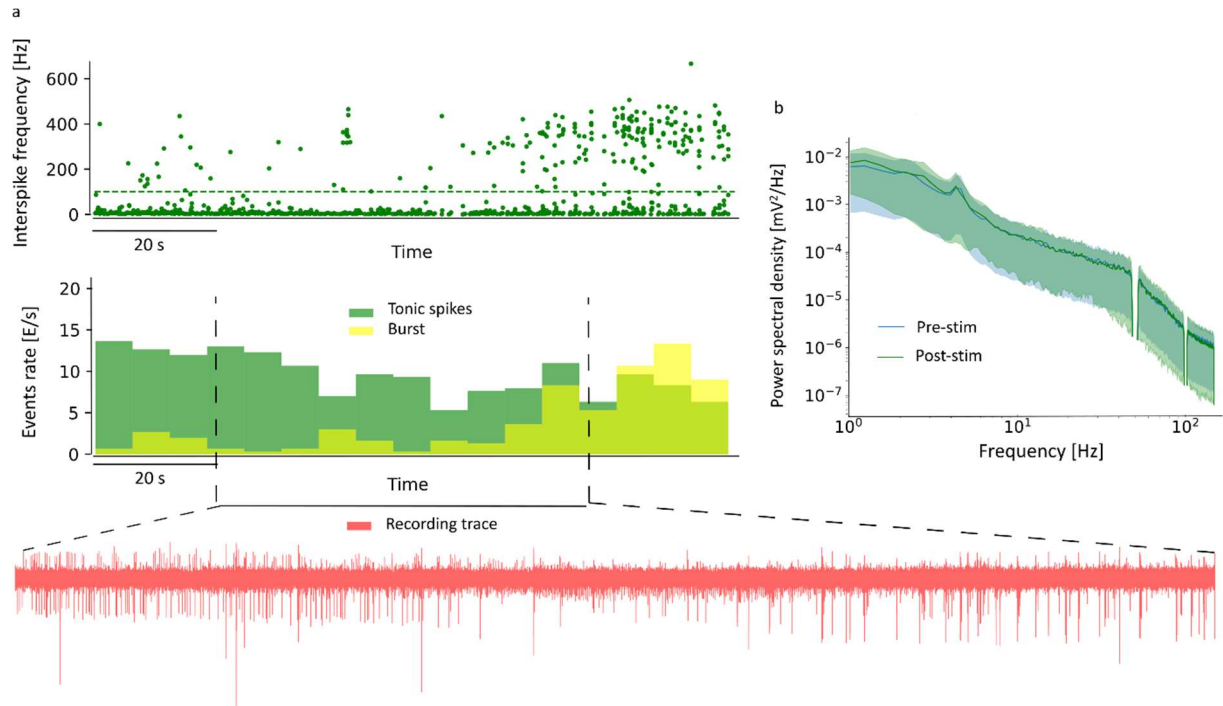 a
Interspike frequency [Hz]
600
400
200
0
20 s
Time
Events rate [E/s]
20
15
10
5
0
Tonic spikes
Burst
20 s
Time
Recording trace
b
Power spectral density [mV²/Hz]
10⁻²
10⁻³
10⁻⁴
10⁻⁵
10⁻⁶
10⁻⁷
Pre-stim
Post-stim
10⁰
10¹
10²
Frequency [Hz]